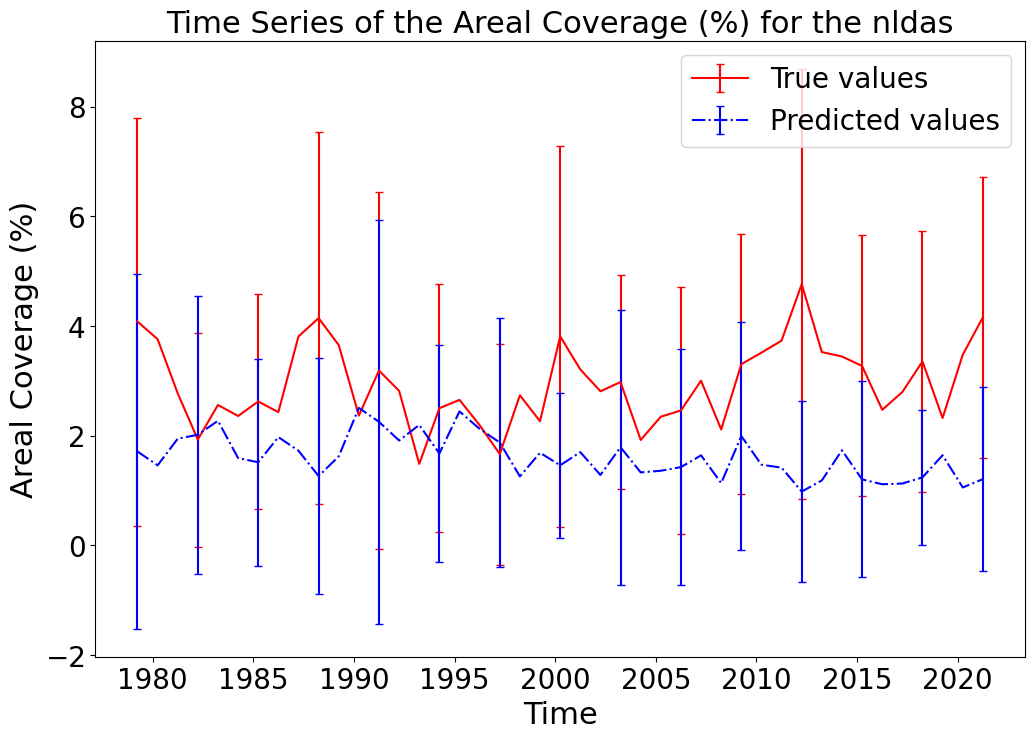 Time Series of the Areal Coverage (%) for the nldas
True values
Predicted values
Areal Coverage (%)
8
6
4
2
0
−2
1980 1985 1990 1995 2000 2005 2010 2015 2020
Time